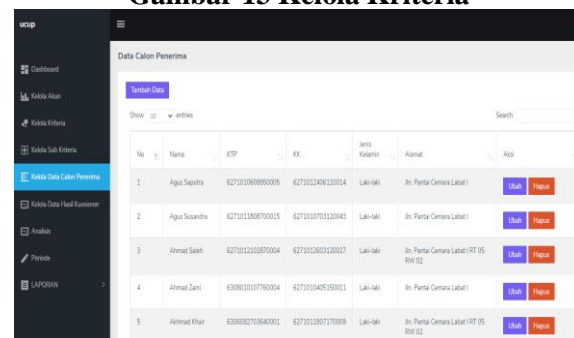 Gambar 15 Kelola Kriteria
ucup
Data Calon Penerima
Dashboard
Tambah Data
Kelola Akun
Show 10 entries
Search:
Kelola Kriteria
Kelola Sub Kriteria
No Nama KTP KK Jenis Kelamin Alamat Aksi
Kelola Data Calon Penerima
1 Agus Saputra 6271010608850005 6271012406110014 Laki-laki Jln. Pantai Cemara Labat I Ubah Hapus
Kelola Data Hasil Kuesioner
2 Agus Susandra 6271011808700015 6271010703120043 Laki-laki Jln. Pantai Cemara Labat I Ubah Hapus
Analisis
3 Ahmad Saleh 6271012102870004 6271012603120027 Laki-laki Jln. Pantai Cemara Labat I RT 05 RW 02 Ubah Hapus
Periode
LAPORAN
4 Ahmad Zaini 6308010107760004 6271010405150011 Laki-laki Jln. Pantai Cemara Labat I Ubah Hapus
5 Akhmad Khair 6306082703640001 6271011807170009 Laki-laki Jln. Pantai Cemara Labat I RT 05 RW 02 Ubah Hapus